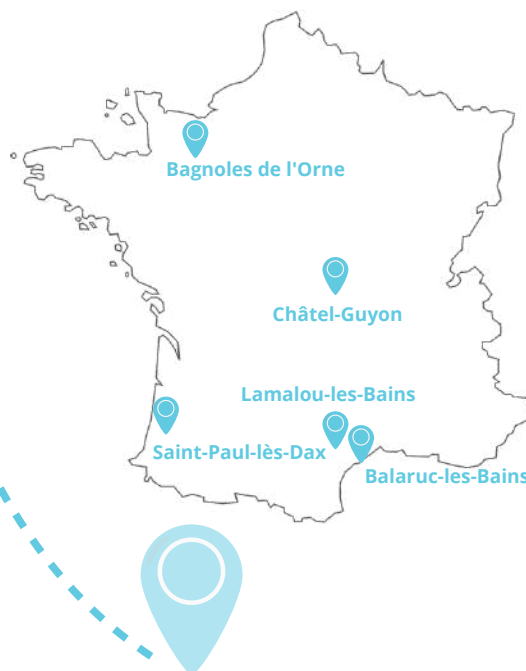 Bagnoles de l'Orne
Châtel-Guyon
Lamalou-les-Bains
Saint-Paul-lès-Dax
Balaruc-les-Bains